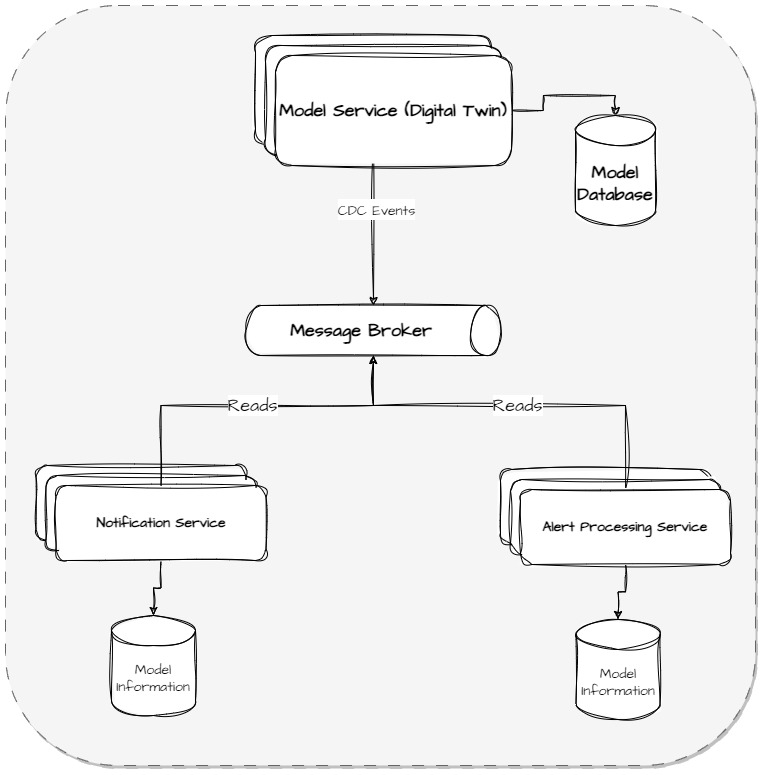 Model Service (Digital Twin)
Model
Database
CDC Events
Message Broker
Reads
Reads
Notification Service
Alert Processing Service
Model
Information
Model
Information